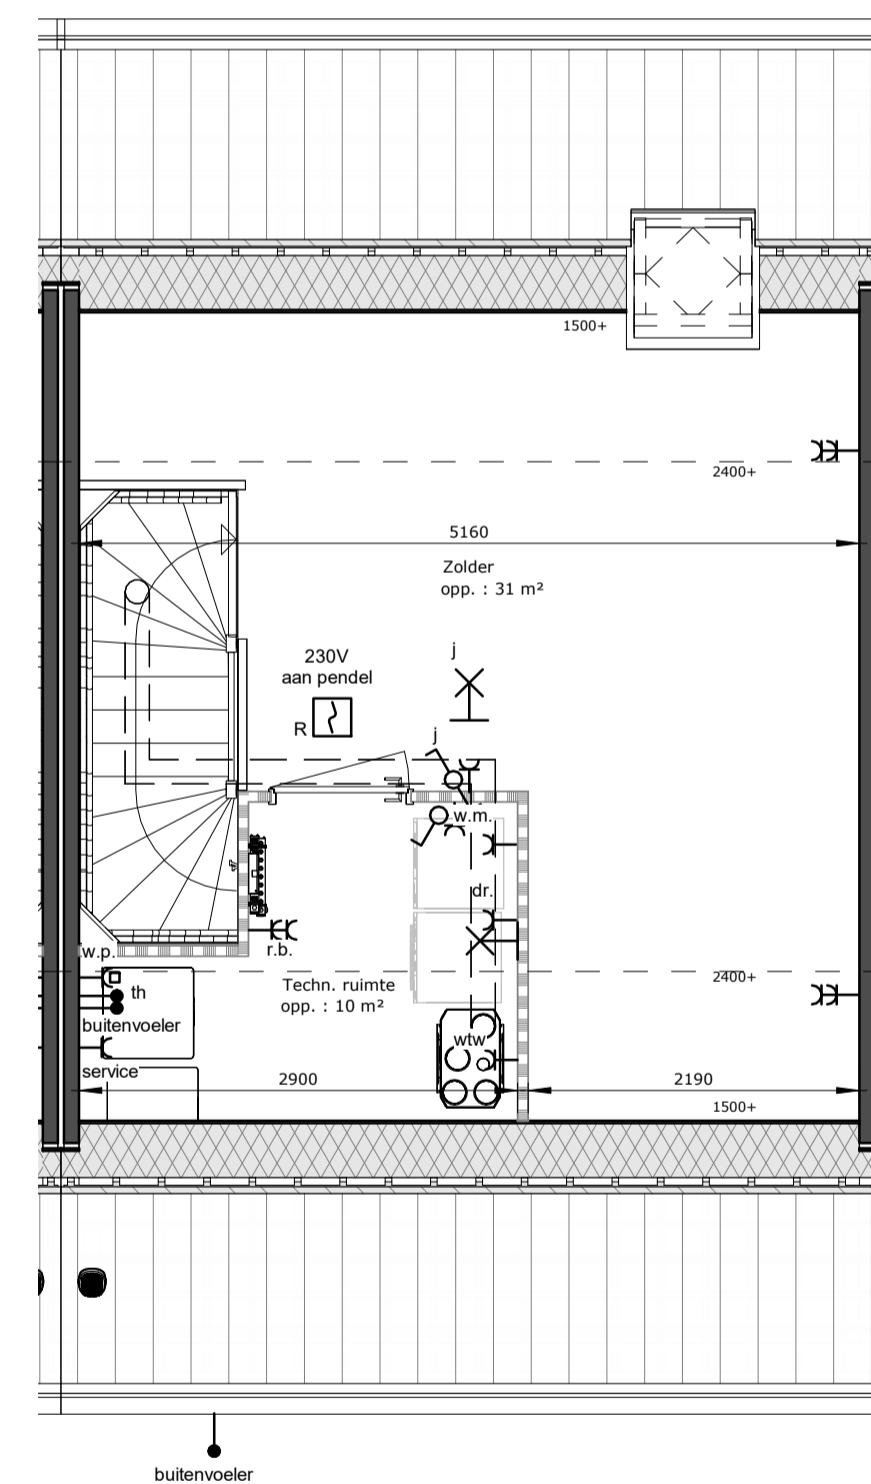 1500+
2400+
5160
Zolder
opp. : 31 m²
j
230V
aan pendel
R
j
w.m.
dr.
r.b.
w.p.
th
buitenvoeler
service
Techn. ruimte
opp. : 10 m²
2400+
wtw
2900
2190
1500+
buitenvoeler